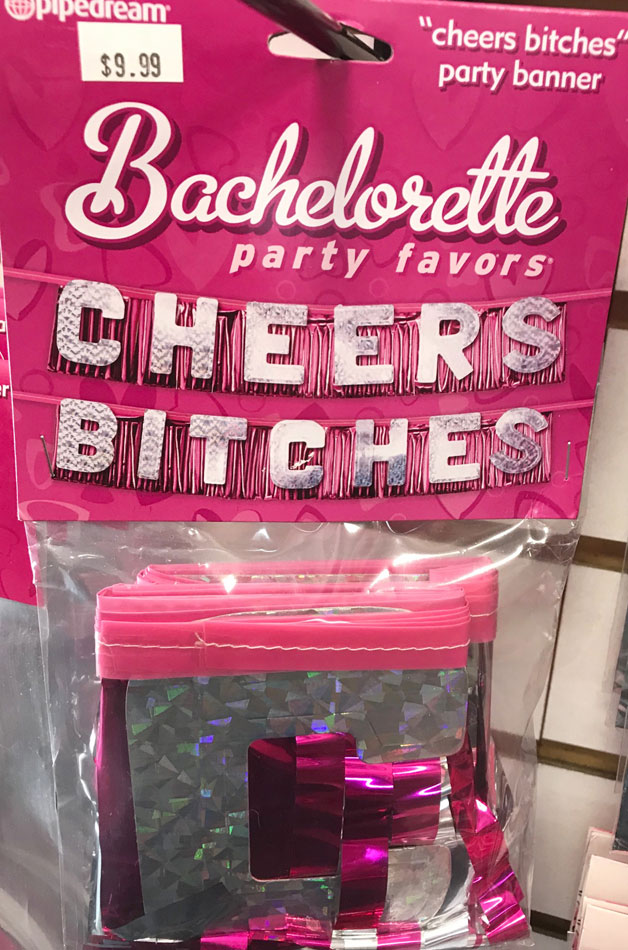 pipedream®
$9.99
"cheers bitches"
party banner
Bachelorette
party favors
CHEERS
BITCHES